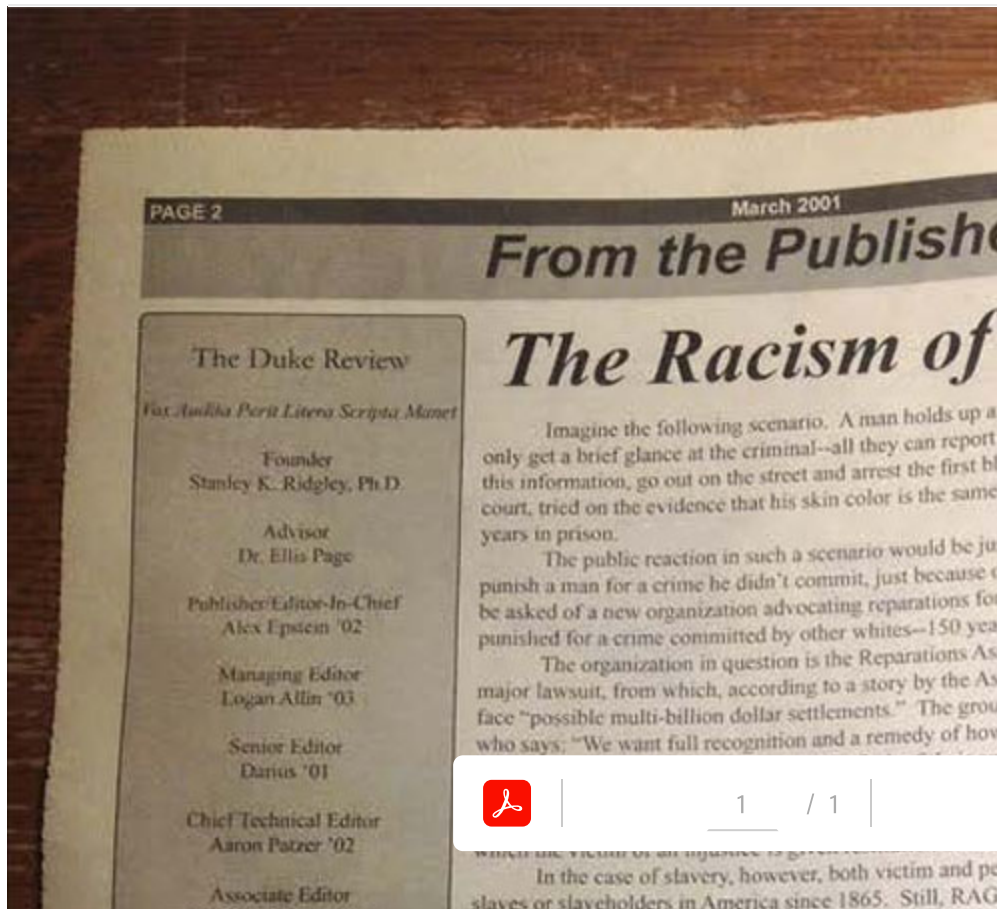 PAGE 2
March 2001
From the Publishe
The Racism of
The Duke Review
Vox Audita Perit Litera Scripta Manet
Founder
Stanley K. Ridgley, Ph.D.
Advisor
Dr. Ellis Page
Publisher/Editor-In-Chief
Alex Epstein '02
Managing Editor
Logan Allin '03
Senior Editor
Darius '01
Chief Technical Editor
Aaron Patzer '02
Associate Editor
Imagine the following scenario. A man holds up a
only get a brief glance at the criminal--all they can report
this information, go out on the street and arrest the first bl
court, tried on the evidence that his skin color is the same
years in prison.
The public reaction in such a scenario would be ju
punish a man for a crime he didn't commit, just because
be asked of a new organization advocating reparations fo
punished for a crime committed by other whites--150 yea
The organization in question is the Reparations As
major lawsuit, from which, according to a story by the As
face "possible multi-billion dollar settlements." The grou
who says: "We want full recognition and a remedy of how
1 / 1
In the case of slavery, however, both victim and pe
slaves or slaveholders in America since 1865. Still, RAG